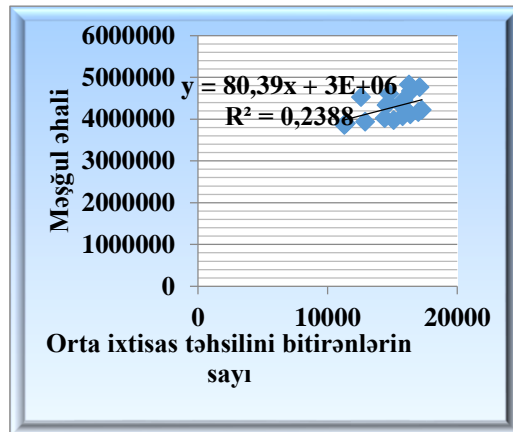 6000000
5000000
4000000
3000000
2000000
1000000
0
Məşğul əhali
y = 80,39x + 3E+06
R² = 0,2388
0 10000 20000
Orta ixtisas təhsilini bitirənlərin
sayı